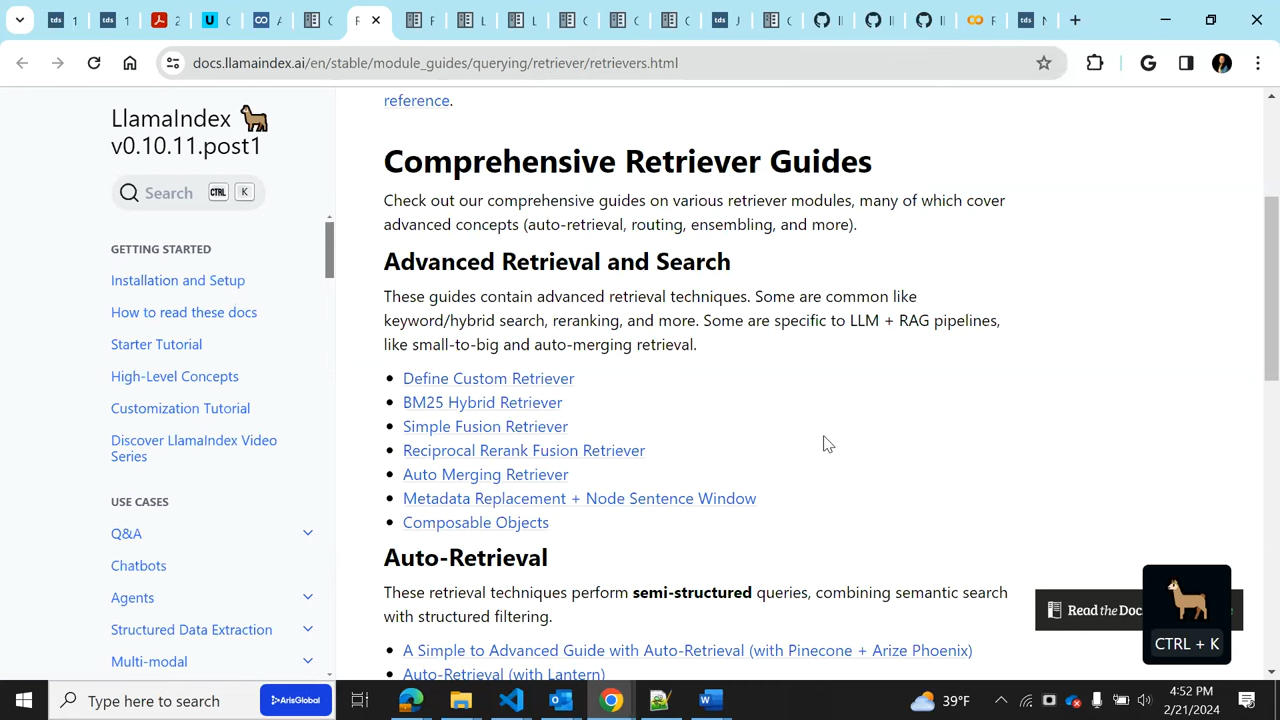 docs.llamaindex.ai/en/stable/module_guides/querying/retriever/retrievers.html
LlamaIndex
v0.10.11.post1
Search CTRL K
GETTING STARTED
Installation and Setup
How to read these docs
Starter Tutorial
High-Level Concepts
Customization Tutorial
Discover LlamaIndex Video
Series
USE CASES
Q&A
Chatbots
Agents
Structured Data Extraction
Multi-modal
reference.
Comprehensive Retriever Guides
Check out our comprehensive guides on various retriever modules, many of which cover
advanced concepts (auto-retrieval, routing, ensembling, and more).
Advanced Retrieval and Search
These guides contain advanced retrieval techniques. Some are common like
keyword/hybrid search, reranking, and more. Some are specific to LLM + RAG pipelines,
like small-to-big and auto-merging retrieval.
Define Custom Retriever
BM25 Hybrid Retriever
Simple Fusion Retriever
Reciprocal Rerank Fusion Retriever
Auto Merging Retriever
Metadata Replacement + Node Sentence Window
Composable Objects
Auto-Retrieval
These retrieval techniques perform semi-structured queries, combining semantic search
with structured filtering.
A Simple to Advanced Guide with Auto-Retrieval (with Pinecone + Arize Phoenix)
Auto-Retrieval (with Lantern)
Read the Doc
CTRL + K
Type here to search
ArisGlobal
39°F
4:52 PM
2/21/2024